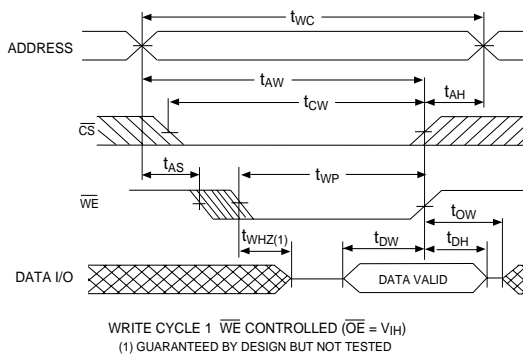 tWC
ADDRESS
tAW
tCW
tAH
CS
tAS
tWP
WE
tOW
tWHZ(1)
tDW
tDH
DATA I/O
DATA VALID
WRITE CYCLE 1 WE CONTROLLED (OE = VIH)
(1) GUARANTEED BY DESIGN BUT NOT TESTED